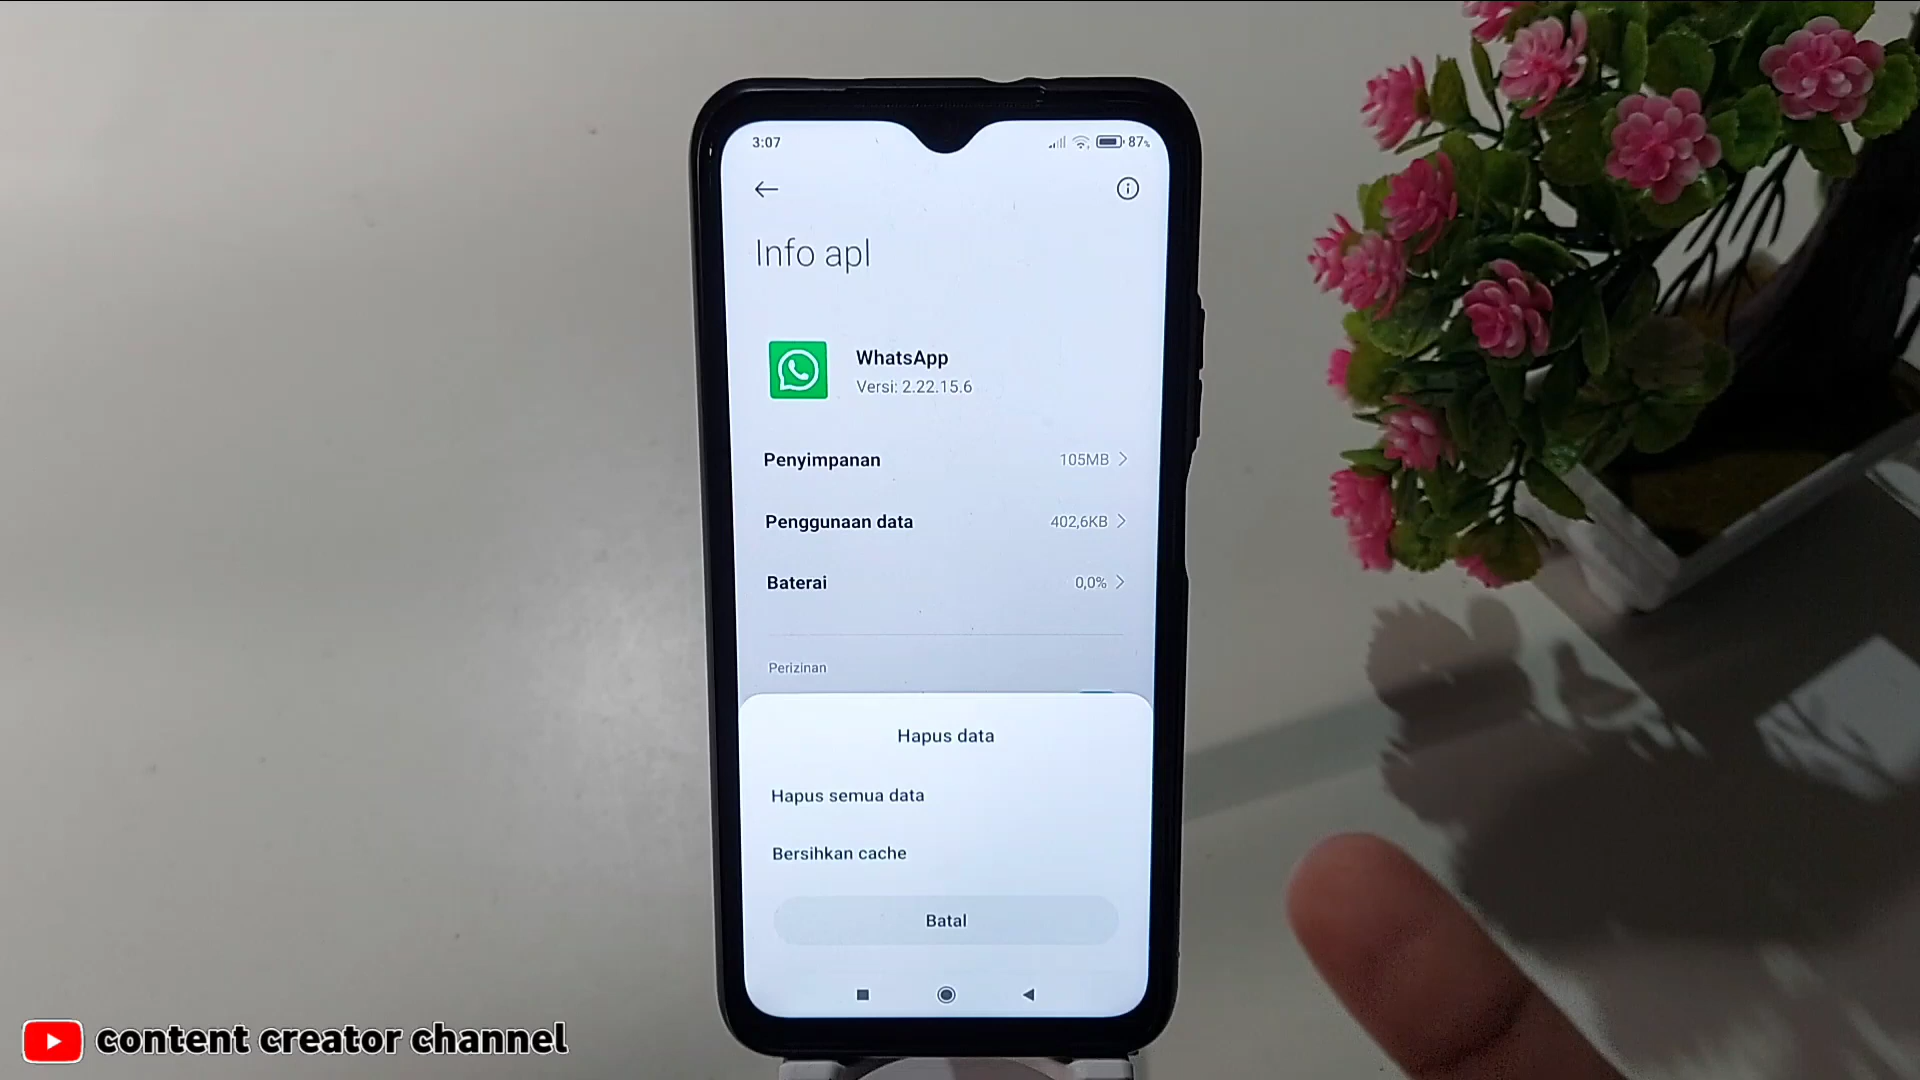 3:07
87%
Info apl
WhatsApp
Versi: 2.22.15.6
Penyimpanan 105MB
Penggunaan data 402,6KB
Baterai 0,0%
Perizinan
Hapus data
Hapus semua data
Bersihkan cache
Batal
content creator channel